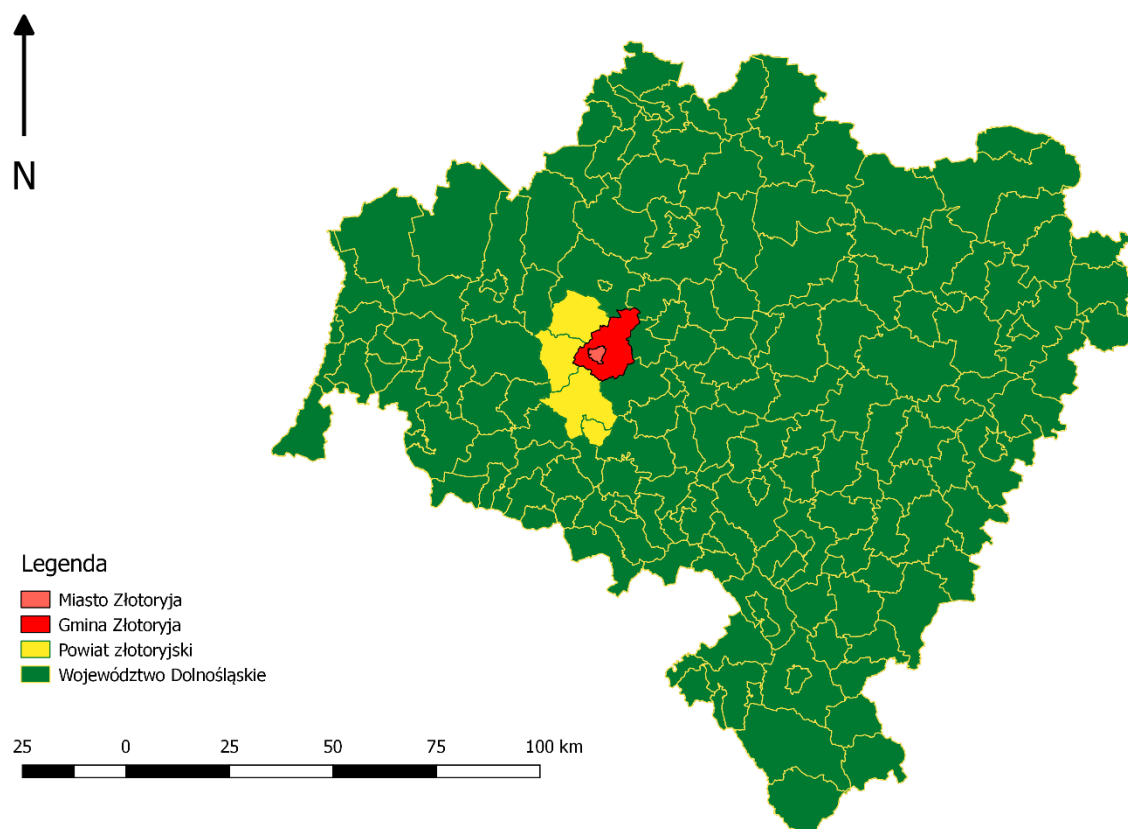 N
Legenda
Miasto Złotoryja
Gmina Złotoryja
Powiat złotoryjski
Województwo Dolnośląskie
25 0 25 50 75 100 km